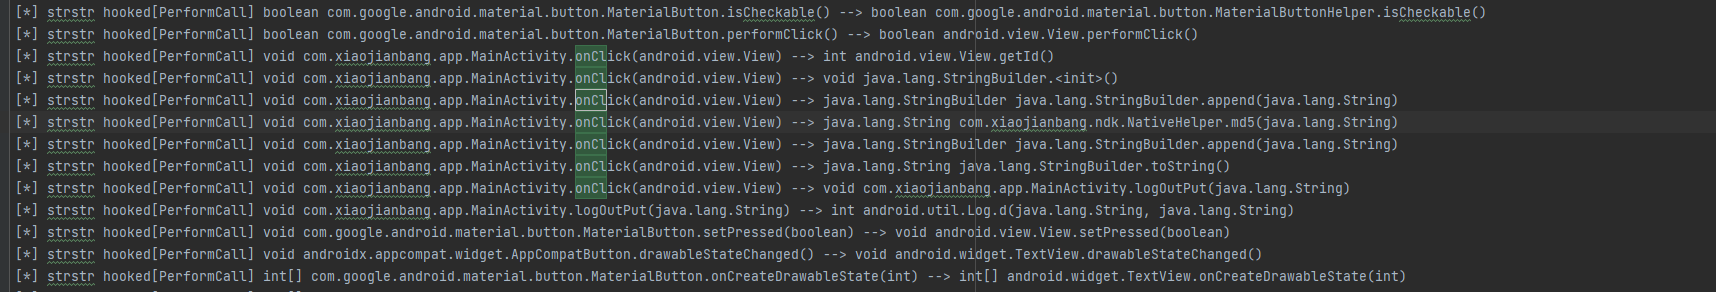 [*] strstr hooked[PerformCall] boolean com.google.android.material.button.MaterialButton.isCheckable() --> boolean com.google.android.material.button.MaterialButtonHelper.isCheckable()
[*] strstr hooked[PerformCall] boolean com.google.android.material.button.MaterialButton.performClick() --> boolean android.view.View.performClick()
[*] strstr hooked[PerformCall] void com.xiaojianbang.app.MainActivity.onClick(android.view.View) --> int android.view.View.getId()
[*] strstr hooked[PerformCall] void com.xiaojianbang.app.MainActivity.onClick(android.view.View) --> void java.lang.StringBuilder.<init>()
[*] strstr hooked[PerformCall] void com.xiaojianbang.app.MainActivity.onClick(android.view.View) --> java.lang.StringBuilder java.lang.StringBuilder.append(java.lang.String)
[*] strstr hooked[PerformCall] void com.xiaojianbang.app.MainActivity.onClick(android.view.View) --> java.lang.String com.xiaojianbang.ndk.NativeHelper.md5(java.lang.String)
[*] strstr hooked[PerformCall] void com.xiaojianbang.app.MainActivity.onClick(android.view.View) --> java.lang.StringBuilder java.lang.StringBuilder.append(java.lang.String)
[*] strstr hooked[PerformCall] void com.xiaojianbang.app.MainActivity.onClick(android.view.View) --> java.lang.String java.lang.StringBuilder.toString()
[*] strstr hooked[PerformCall] void com.xiaojianbang.app.MainActivity.onClick(android.view.View) --> void com.xiaojianbang.app.MainActivity.logOutPut(java.lang.String)
[*] strstr hooked[PerformCall] void com.xiaojianbang.app.MainActivity.logOutPut(java.lang.String) --> int android.util.Log.d(java.lang.String, java.lang.String)
[*] strstr hooked[PerformCall] void com.google.android.material.button.MaterialButton.setPressed(boolean) --> void android.view.View.setPressed(boolean)
[*] strstr hooked[PerformCall] void androidx.appcompat.widget.AppCompatButton.drawableStateChanged() --> void android.widget.TextView.drawableStateChanged()
[*] strstr hooked[PerformCall] int[] com.google.android.material.button.MaterialButton.onCreateDrawableState(int) --> int[] android.widget.TextView.onCreateDrawableState(int)